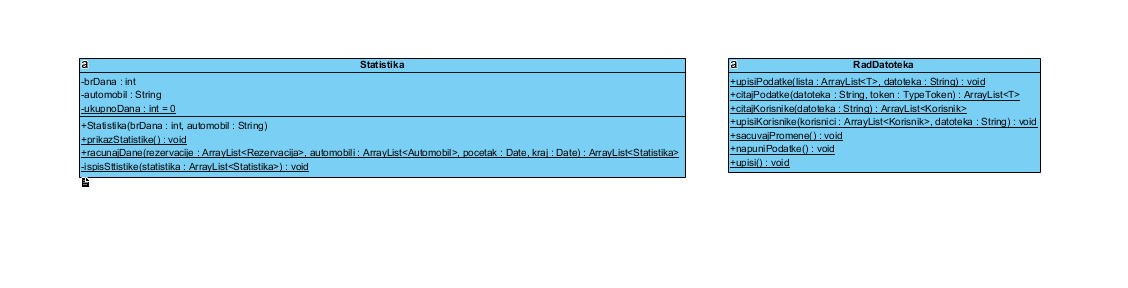 a
Statistika
-brDana : int
-automobil : String
-ukupnoDana : int = 0
+Statistika(brDana : int, automobil : String)
+prikazStatistike() : void
+racunajDane(rezervacije : ArrayList<Rezervacija>, automobili : ArrayList<Automobil>, pocetak : Date, kraj : Date) : ArrayList<Statistika>
-ispisSttistike(statistika : ArrayList<Statistika>) : void
a
RadDatoteka
+upisiPodatke(lista : ArrayList<T>, datoteka : String) : void
+citajPodatke(datoteka : String, token : TypeToken) : ArrayList<T>
+citajKorisnike(datoteka : String) : ArrayList<Korisnik>
+upisiKorisnike(korisnici : ArrayList<Korisnik>, datoteka : String) : void
+sacuvajPromene() : void
+napuniPodatke() : void
+upisi() : void